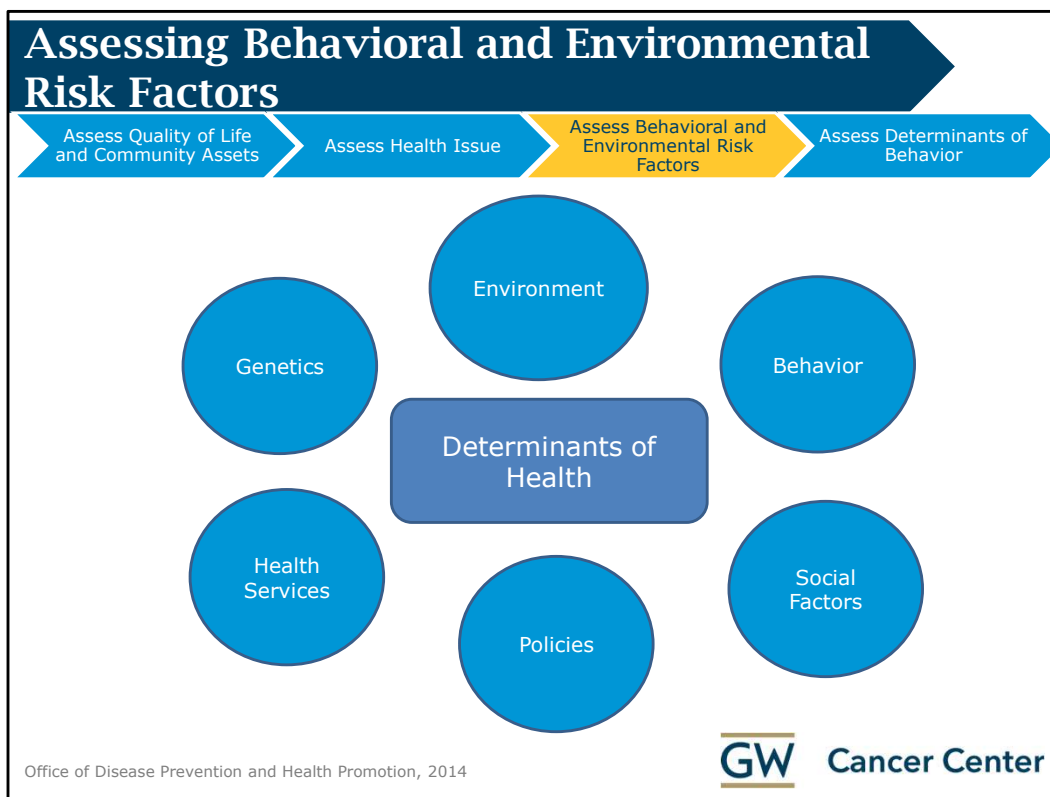 Assessing Behavioral and Environmental
Risk Factors
Assess Quality of Life
and Community Assets
Assess Health Issue
Assess Behavioral and
Environmental Risk
Factors
Assess Determinants of
Behavior
Environment
Genetics
Behavior
Determinants of
Health
Health
Services
Social
Factors
Policies
Office of Disease Prevention and Health Promotion, 2014
GW Cancer Center